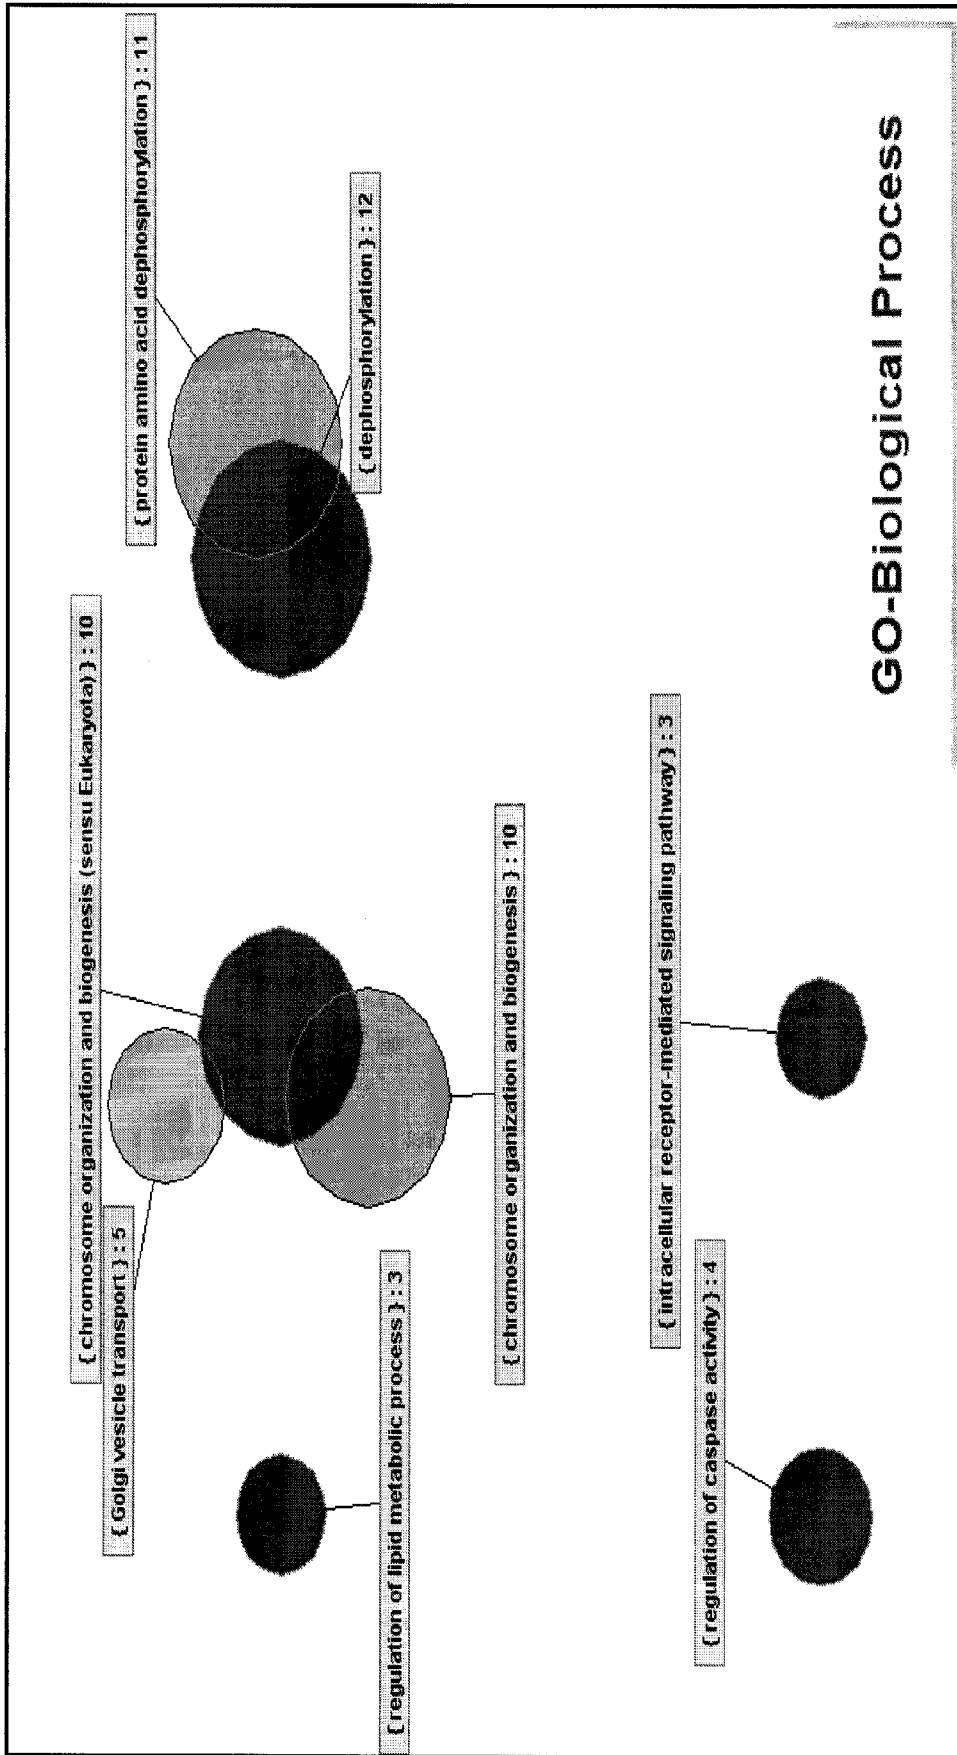 { protein amino acid dephosphorylation } : 11
{ dephosphorylation } : 12
{ chromosome organization and biogenesis (sensu Eukaryota) } : 10
{ Golgi vesicle transport } : 5
{ regulation of lipid metabolic process } : 3
{ chromosome organization and biogenesis } : 10
{ intracellular receptor-mediated signaling pathway } : 3
{ regulation of caspase activity } : 4
GO-Biological Process